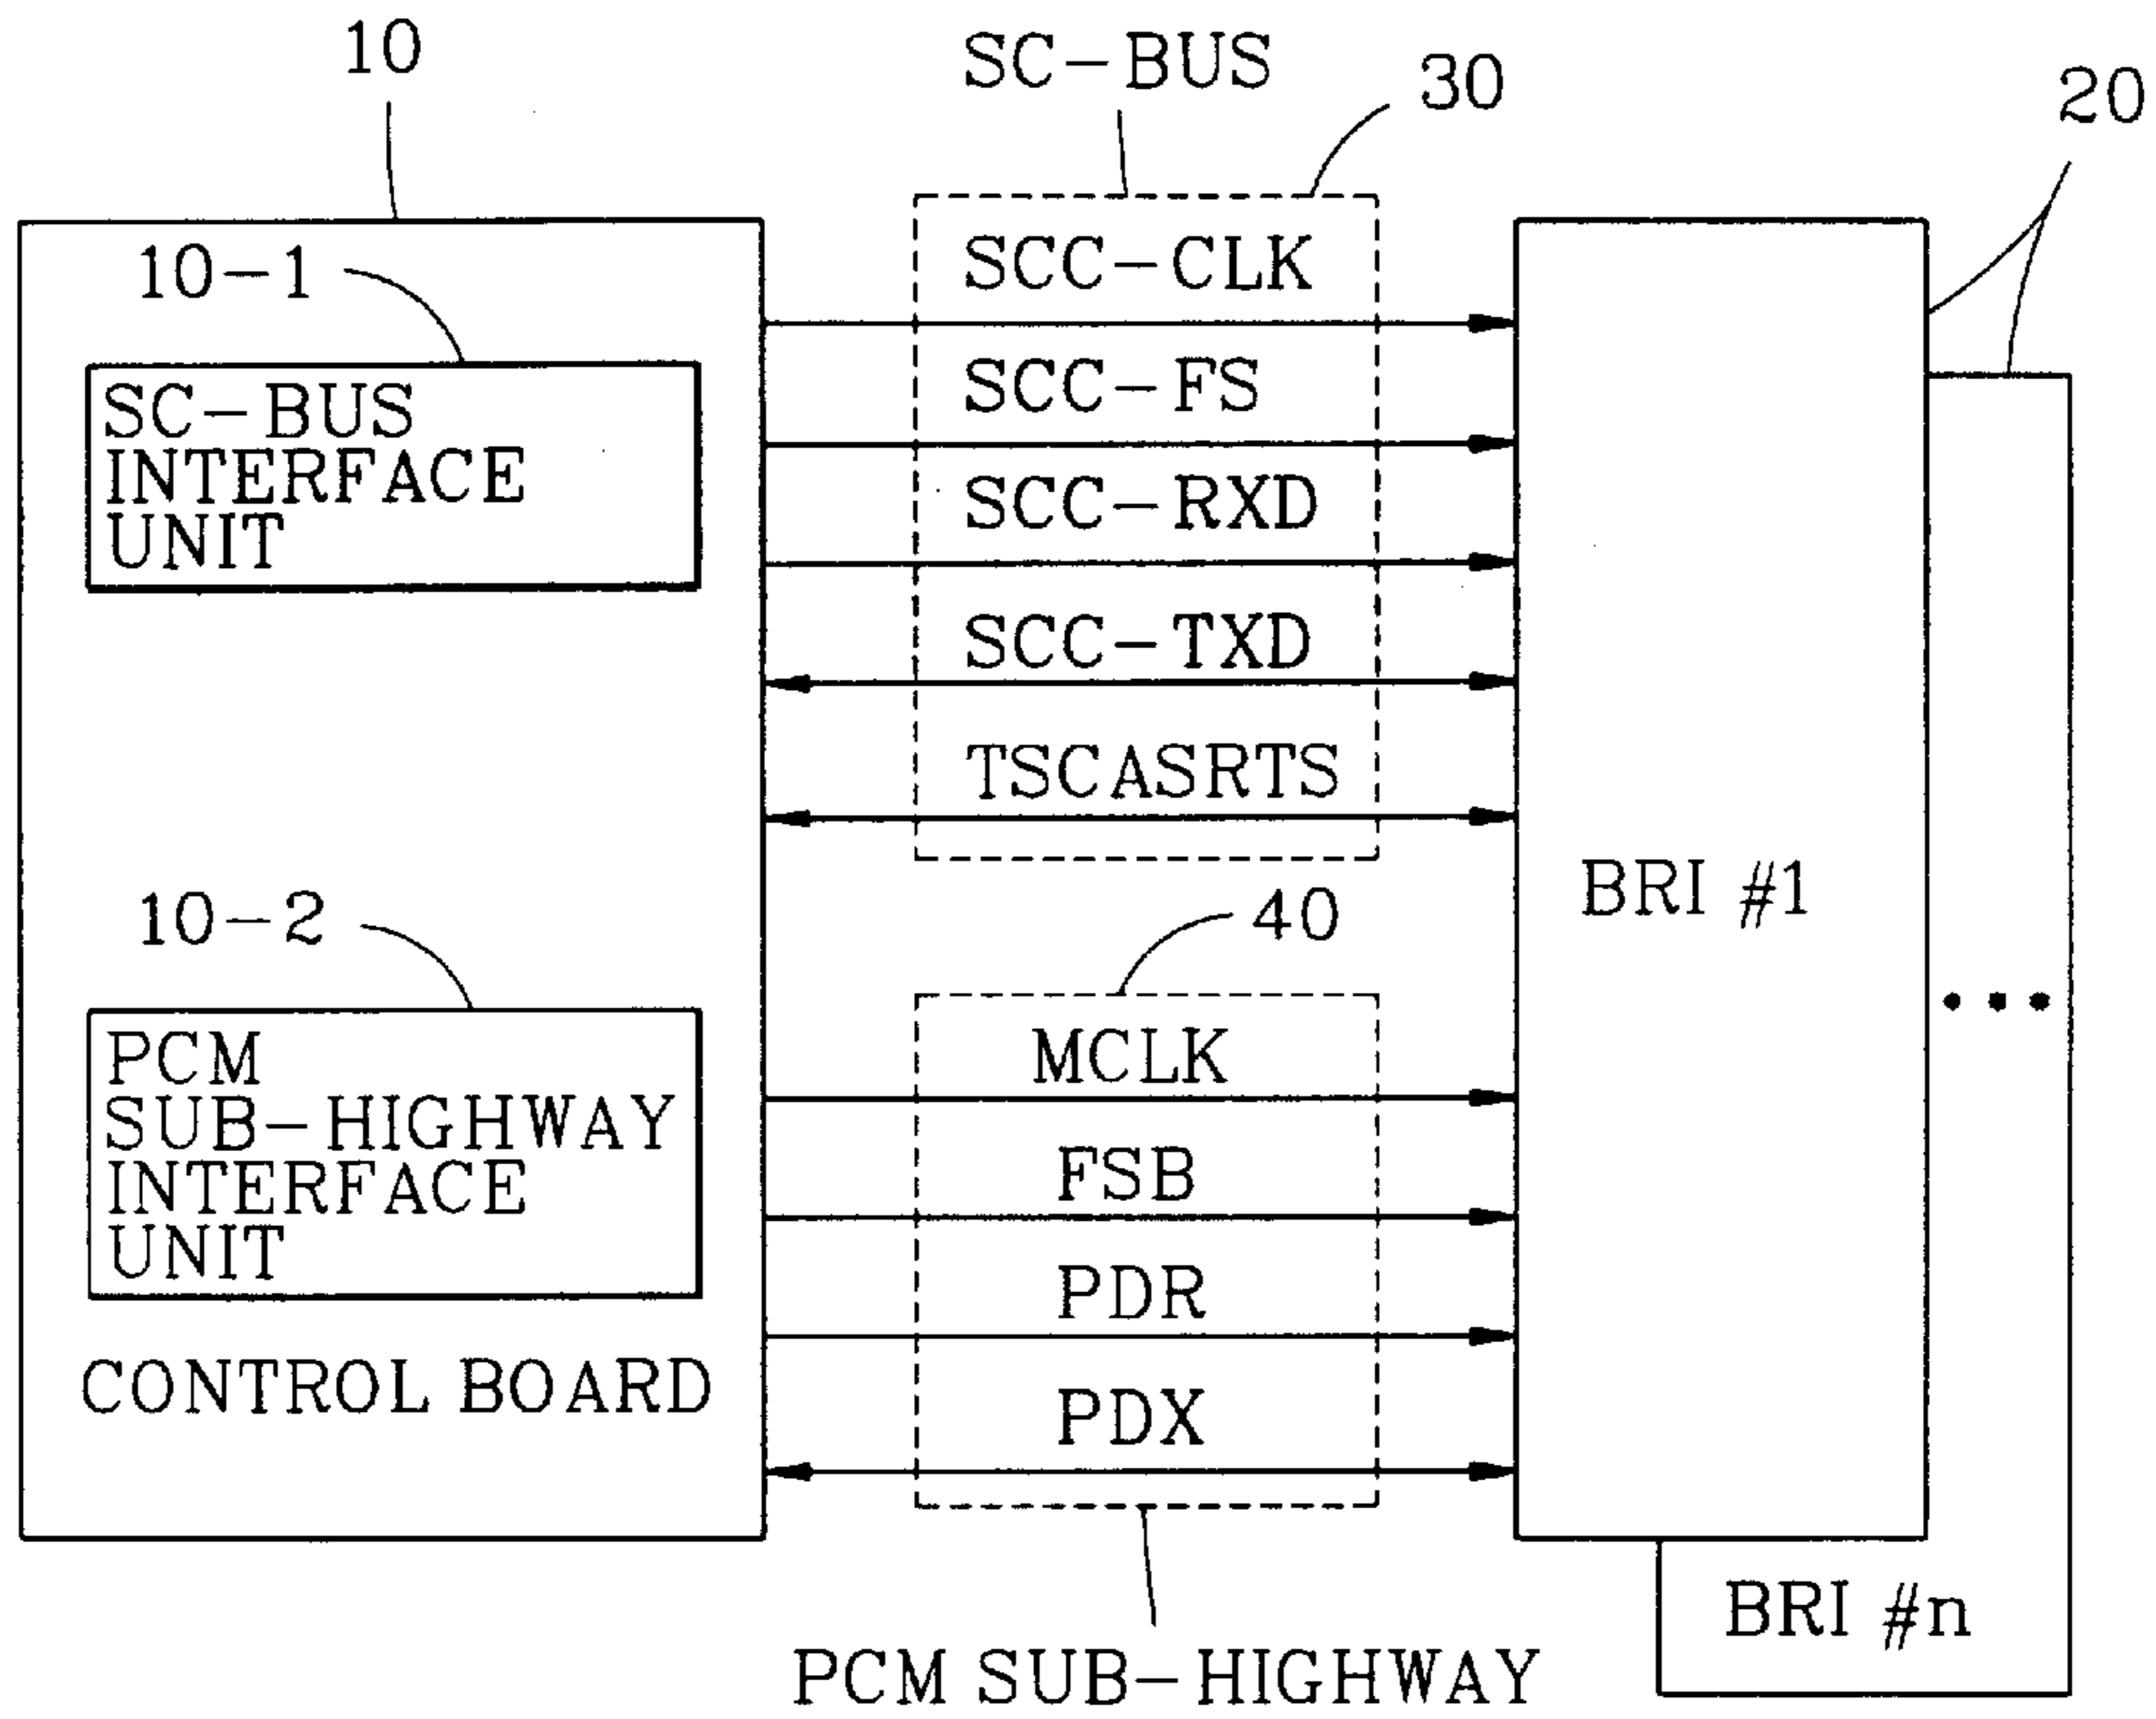 10
SC-BUS
30
20
10-1
SC-BUS
INTERFACE
UNIT
SCC-CLK
SCC-FS
SCC-RXD
SCC-TXD
TSCASRTS
BRI #1
10-2
40
PCM
SUB-HIGHWAY
INTERFACE
UNIT
CONTROL BOARD
MCLK
FSB
PDR
PDX
BRI #n
PCM SUB-HIGHWAY